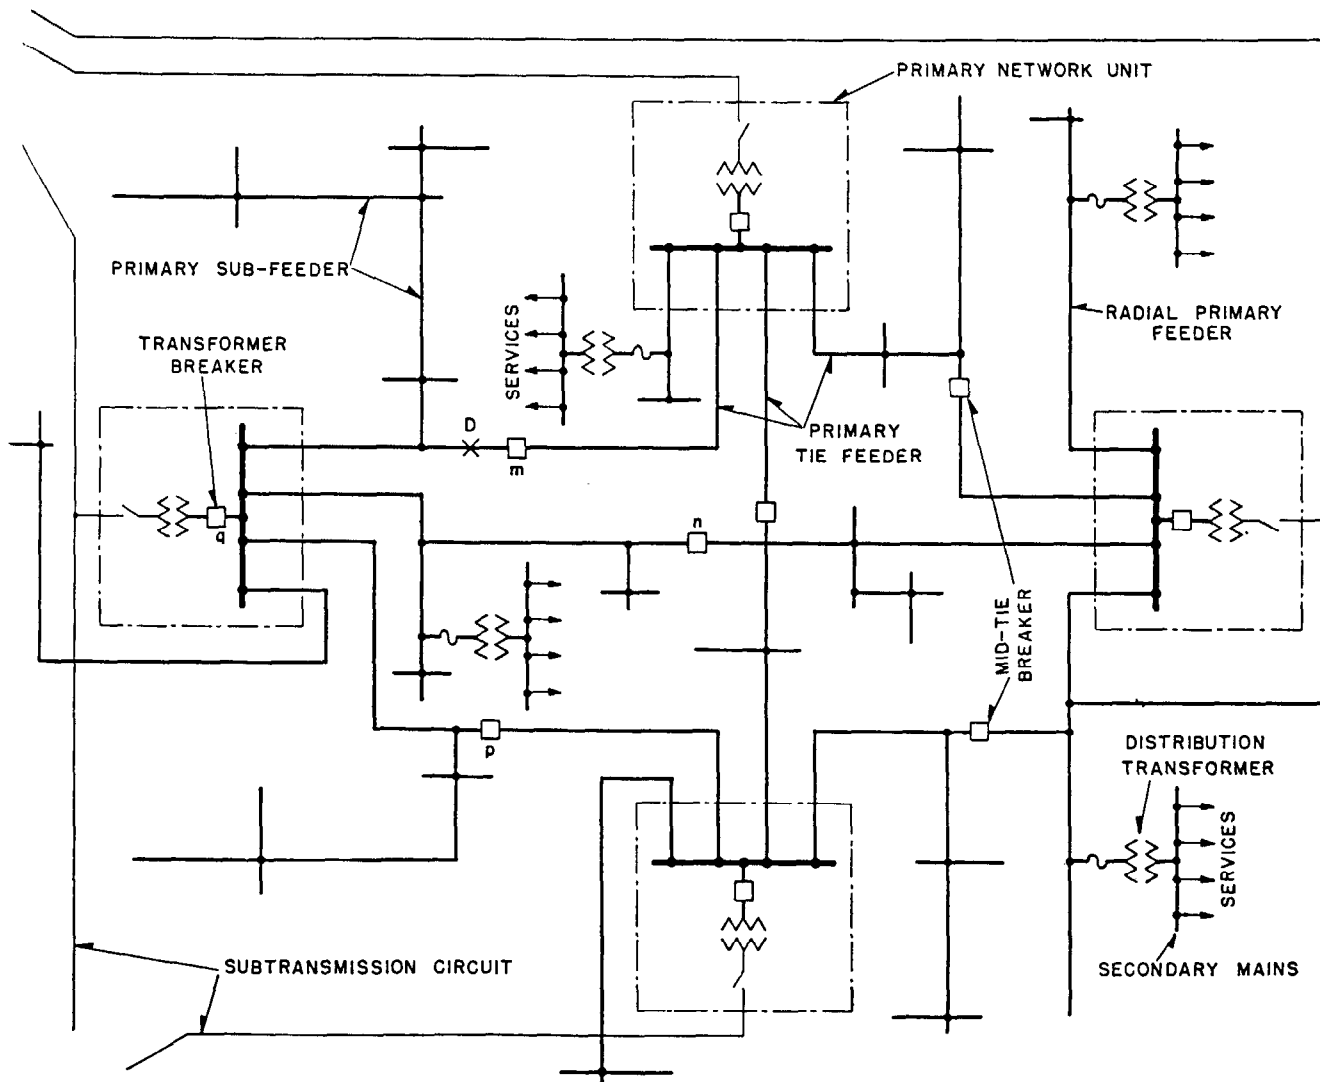 PRIMARY NETWORK UNIT
PRIMARY SUB-FEEDER
RADIAL PRIMARY
FEEDER
SERVICES
TRANSFORMER
BREAKER
D
m
PRIMARY
TIE FEEDER
q
n
MID-TIE
BREAKER
p
DISTRIBUTION
TRANSFORMER
SERVICES
SUBTRANSMISSION CIRCUIT
SECONDARY MAINS